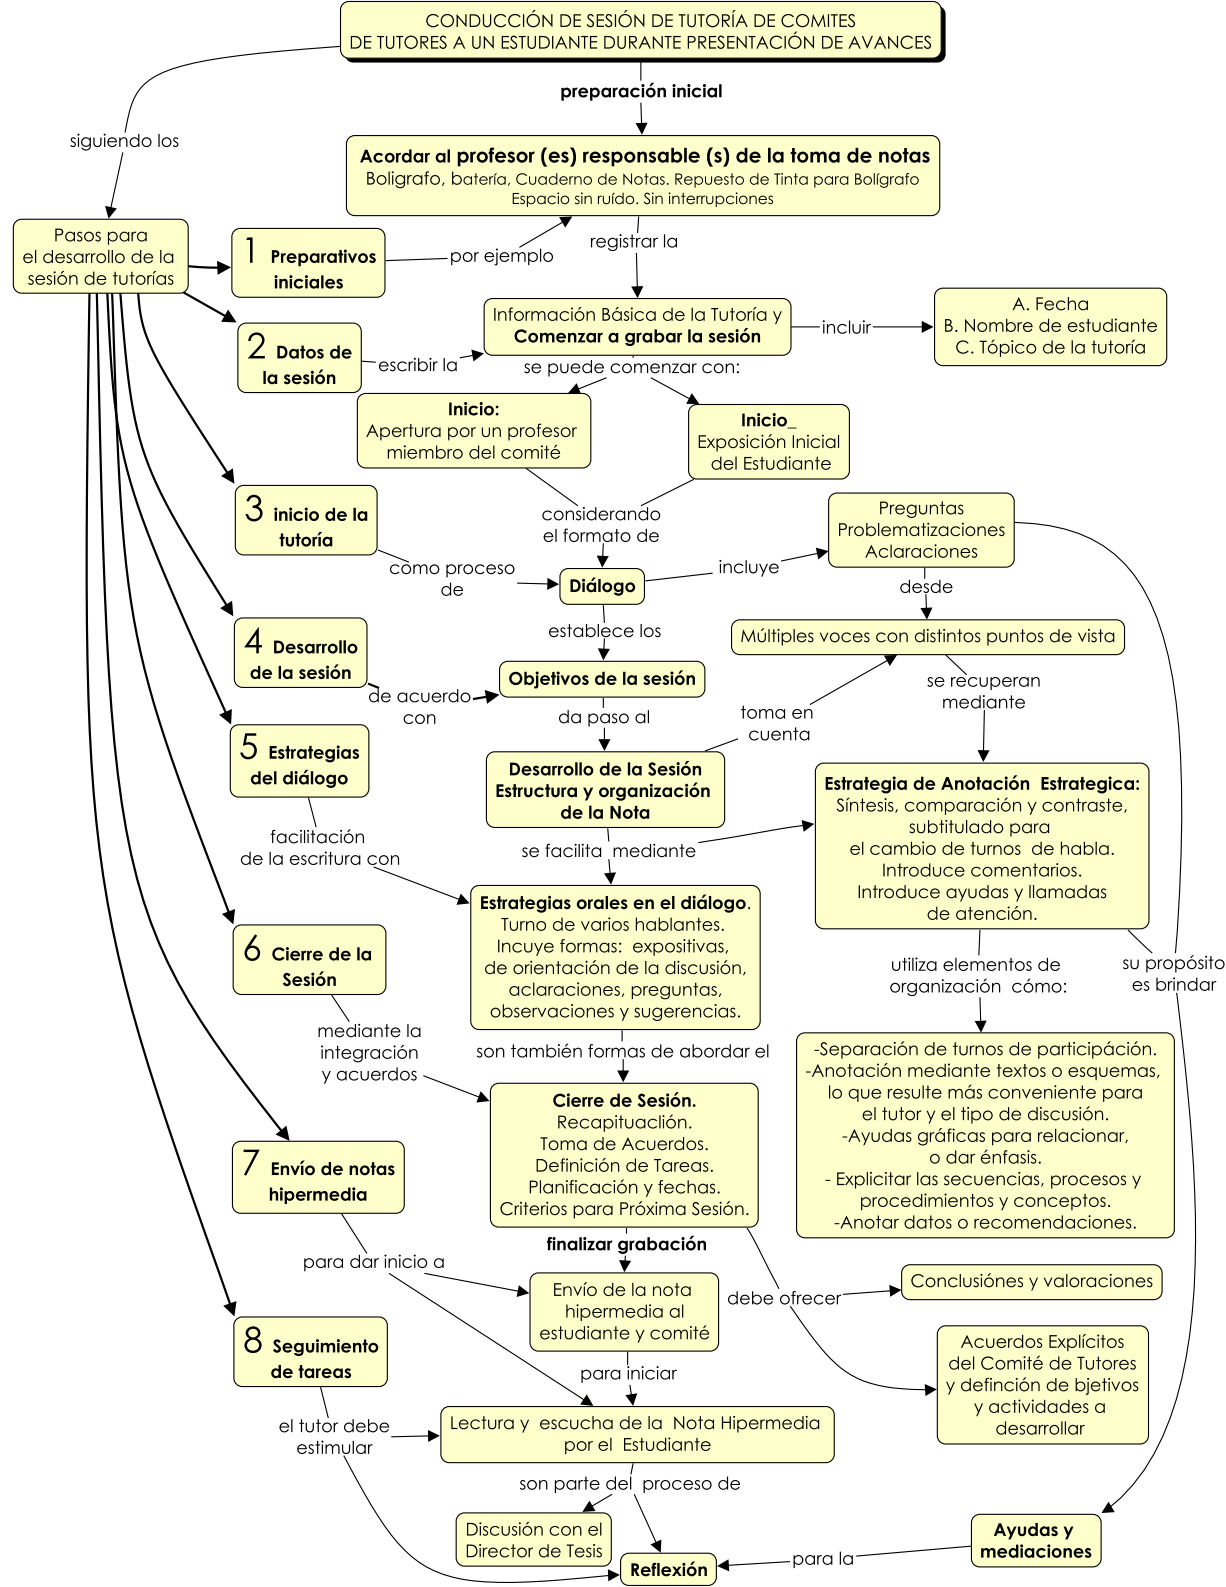 CONDUCCIÓN DE SESIÓN DE TUTORÍA DE COMITES
DE TUTORES A UN ESTUDIANTE DURANTE PRESENTACIÓN DE AVANCES
preparación inicial
siguiendo los
Acordar al profesor (es) responsable (s) de la toma de notas
Boligrafo, batería, Cuaderno de Notas. Repuesto de Tinta para Bolígrafo
Espacio sin ruído. Sin interrupciones
Pasos para
el desarrollo de la
sesión de tutorías
1 Preparativos
iniciales
por ejemplo
registrar la
Información Básica de la Tutoría y
Comenzar a grabar la sesión
incluir
A. Fecha
B. Nombre de estudiante
C. Tópico de la tutoría
2 Datos de
la sesión
escribir la
se puede comenzar con:
Inicio:
Apertura por un profesor
miembro del comité
Inicio_
Exposición Inicial
del Estudiante
3 inicio de la
tutoría
considerando
el formato de
Preguntas
Problematizaciones
Aclaraciones
como proceso
de
Diálogo
incluye
desde
establece los
Múltiples voces con distintos puntos de vista
4 Desarrollo
de la sesión
de acuerdo
con
Objetivos de la sesión
se recuperan
mediante
da paso al
toma en
cuenta
5 Estrategias
del diálogo
Desarrollo de la Sesión
Estructura y organización
de la Nota
Estrategia de Anotación  Estrategica:
Síntesis, comparación y contraste,
subtitulado para
el cambio de turnos  de habla.
Introduce comentarios.
Introduce ayudas y llamadas
de atención.
facilitación
de la escritura con
se facilita  mediante
Estrategias orales en el diálogo.
Turno de varios hablantes.
Incuye formas:  expositivas,
de orientación de la discusión,
aclaraciones, preguntas,
observaciones y sugerencias.
6 Cierre de la
Sesión
utiliza elementos de
organización  cómo:
su propósito
es brindar
mediante la
integración
y acuerdos
son también formas de abordar el
-Separación de turnos de participáción.
-Anotación mediante textos o esquemas,
lo que resulte más conveniente para
el tutor y el tipo de discusión.
-Ayudas gráficas para relacionar,
o dar énfasis.
- Explicitar las secuencias, procesos y
procedimientos y conceptos.
-Anotar datos o recomendaciones.
Cierre de Sesión.
Recapituaclión.
Toma de Acuerdos.
Definición de Tareas.
Planificación y fechas.
Criterios para Próxima Sesión.
7 Envío de notas
hipermedia
finalizar grabación
para dar inicio a
Envío de la nota
hipermedia al
estudiante y comité
debe ofrecer
Conclusiónes y valoraciones
8 Seguimiento
de tareas
Acuerdos Explícitos
del Comité de Tutores
y definción de bjetivos
y actividades a
desarrollar
para iniciar
el tutor debe
estimular
Lectura y  escucha de la  Nota Hipermedia
por el  Estudiante
son parte del  proceso de
Discusión con el
Director de Tesis
Ayudas y
mediaciones
para la
Reflexión